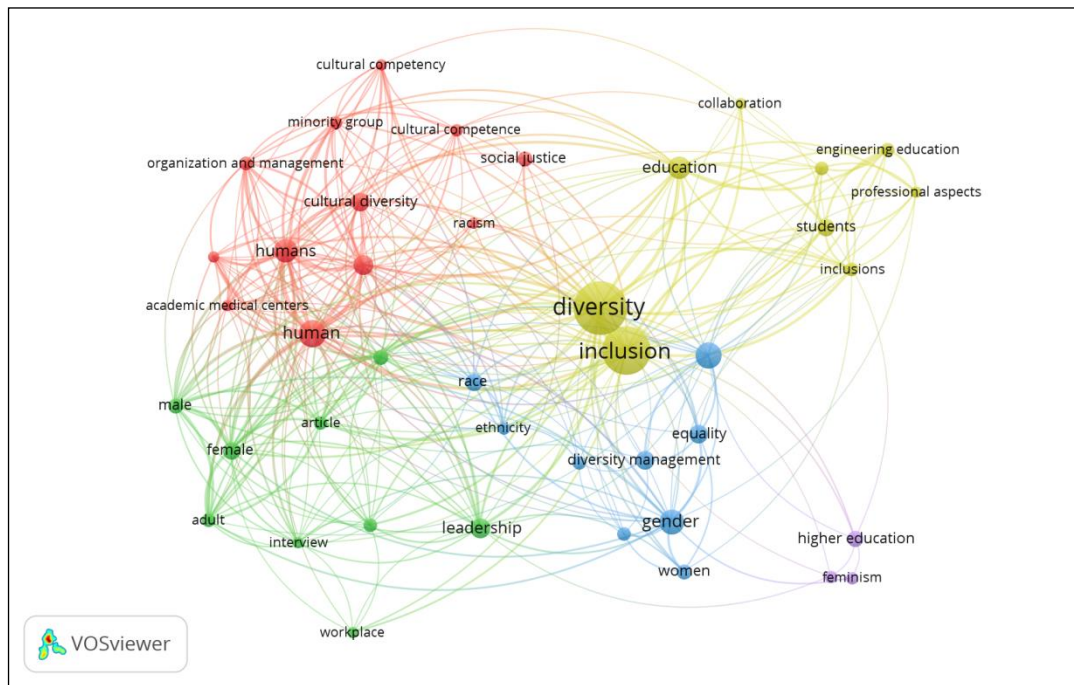 cultural competency
collaboration
minority group
cultural competence
engineering education
organization and management
social justice
education
professional aspects
cultural diversity
racism
students
humans
inclusions
academic medical centers
diversity
human
inclusion
race
male
article
ethnicity
equality
female
diversity management
adult
leadership
gender
interview
higher education
women
feminism
workplace
VOSviewer